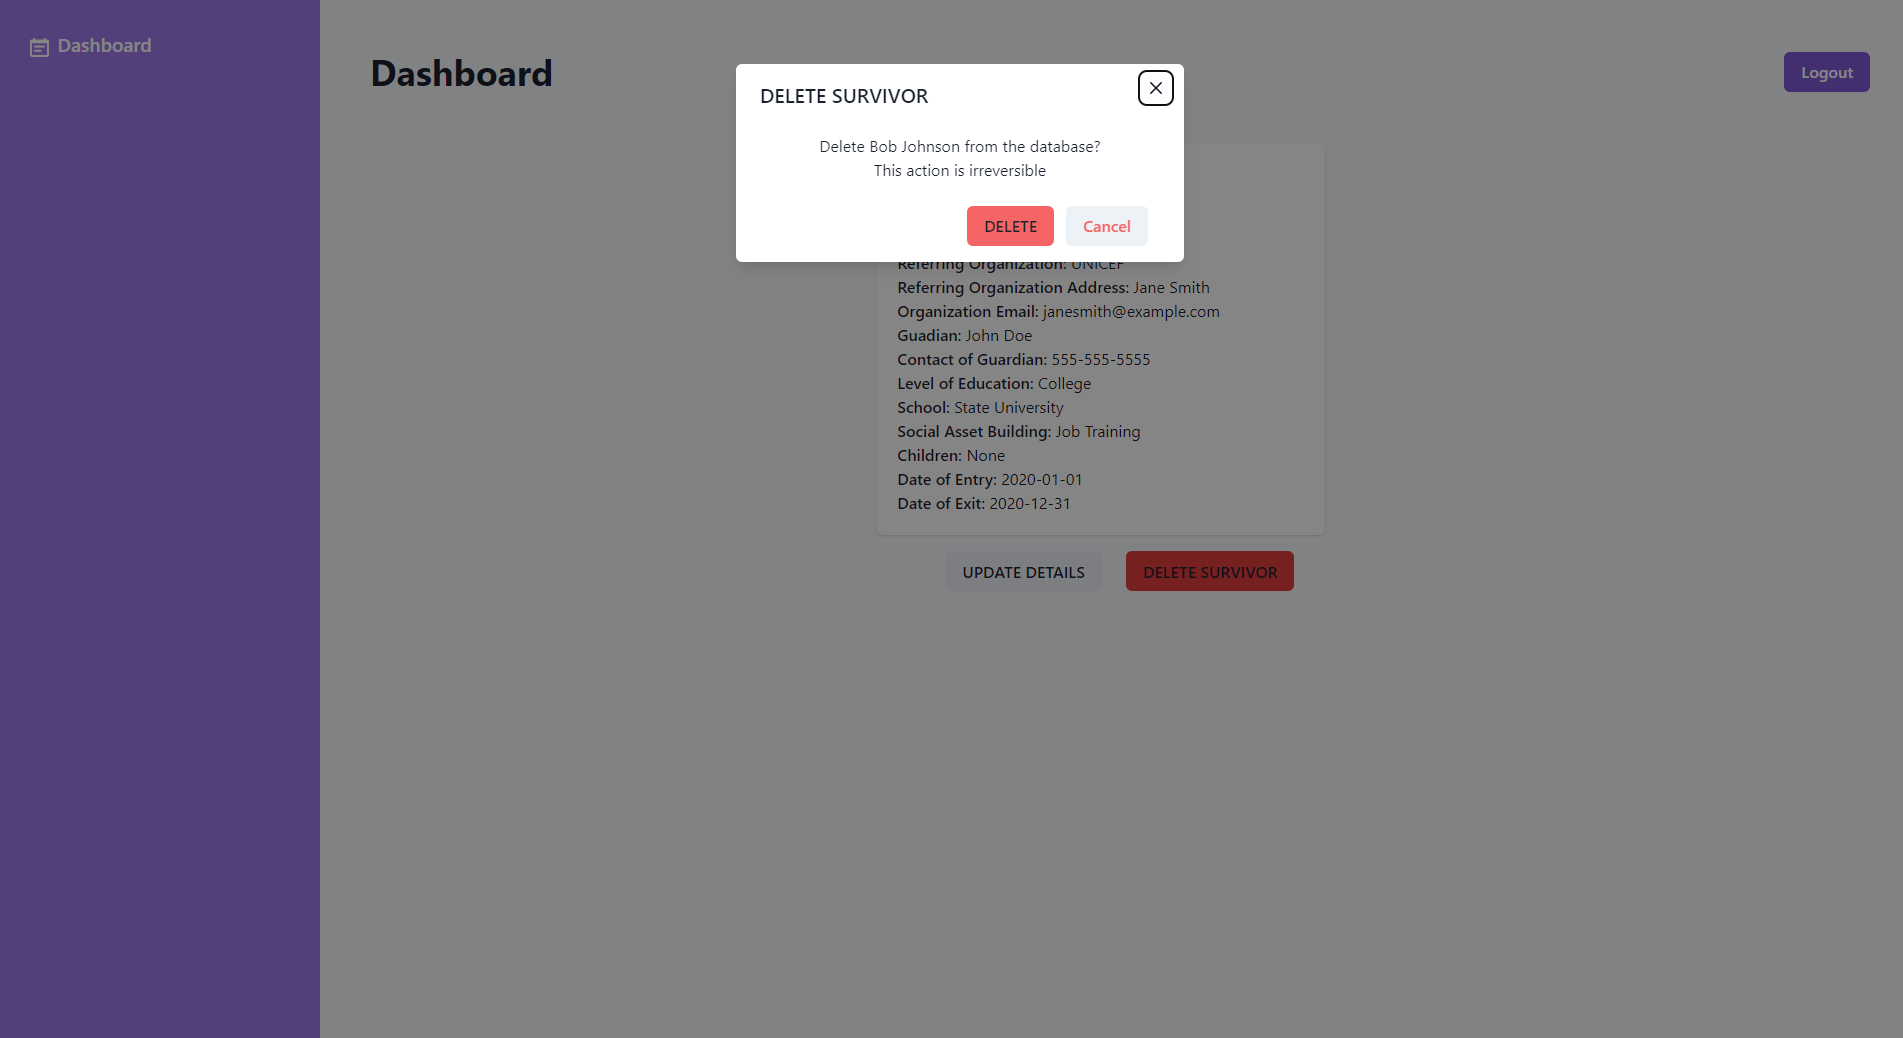 Dashboard
Dashboard
Logout
DELETE SURVIVOR
Delete Bob Johnson from the database?
This action is irreversible
DELETE
Cancel
Referring Organization: UNICEF
Referring Organization Address: Jane Smith
Organization Email: janesmith@example.com
Guadian: John Doe
Contact of Guardian: 555-555-5555
Level of Education: College
School: State University
Social Asset Building: Job Training
Children: None
Date of Entry: 2020-01-01
Date of Exit: 2020-12-31
UPDATE DETAILS
DELETE SURVIVOR